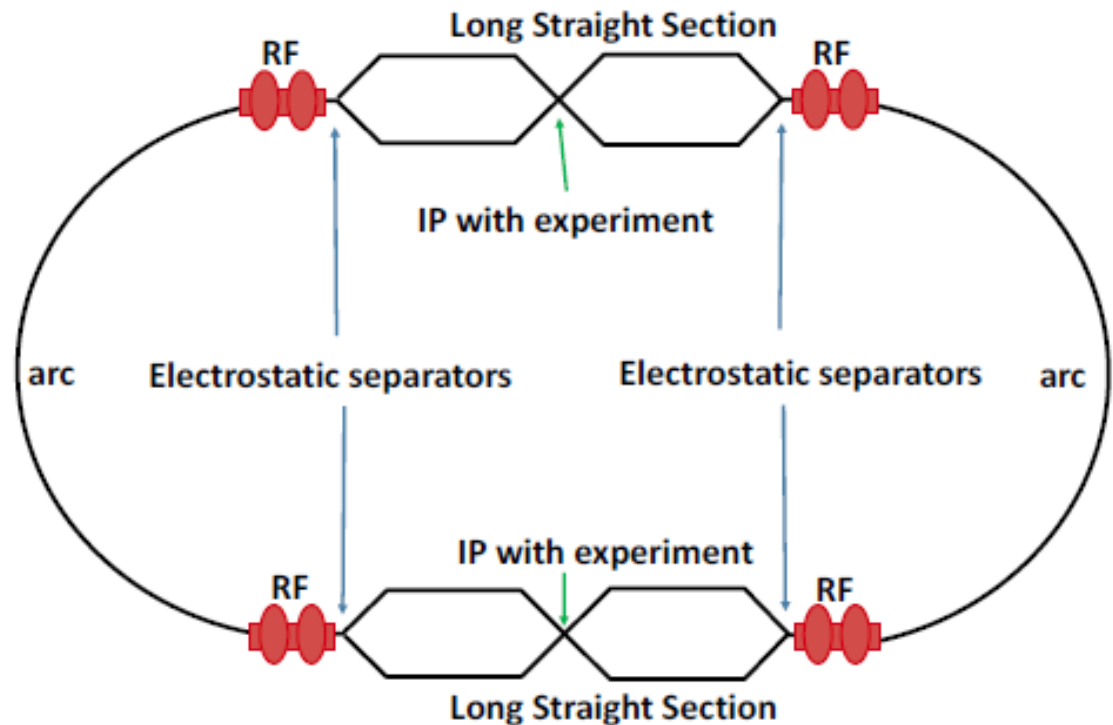 Long Straight Section
RF
RF
IP with experiment
arc
Electrostatic separators
Electrostatic separators
arc
IP with experiment
RF
RF
Long Straight Section